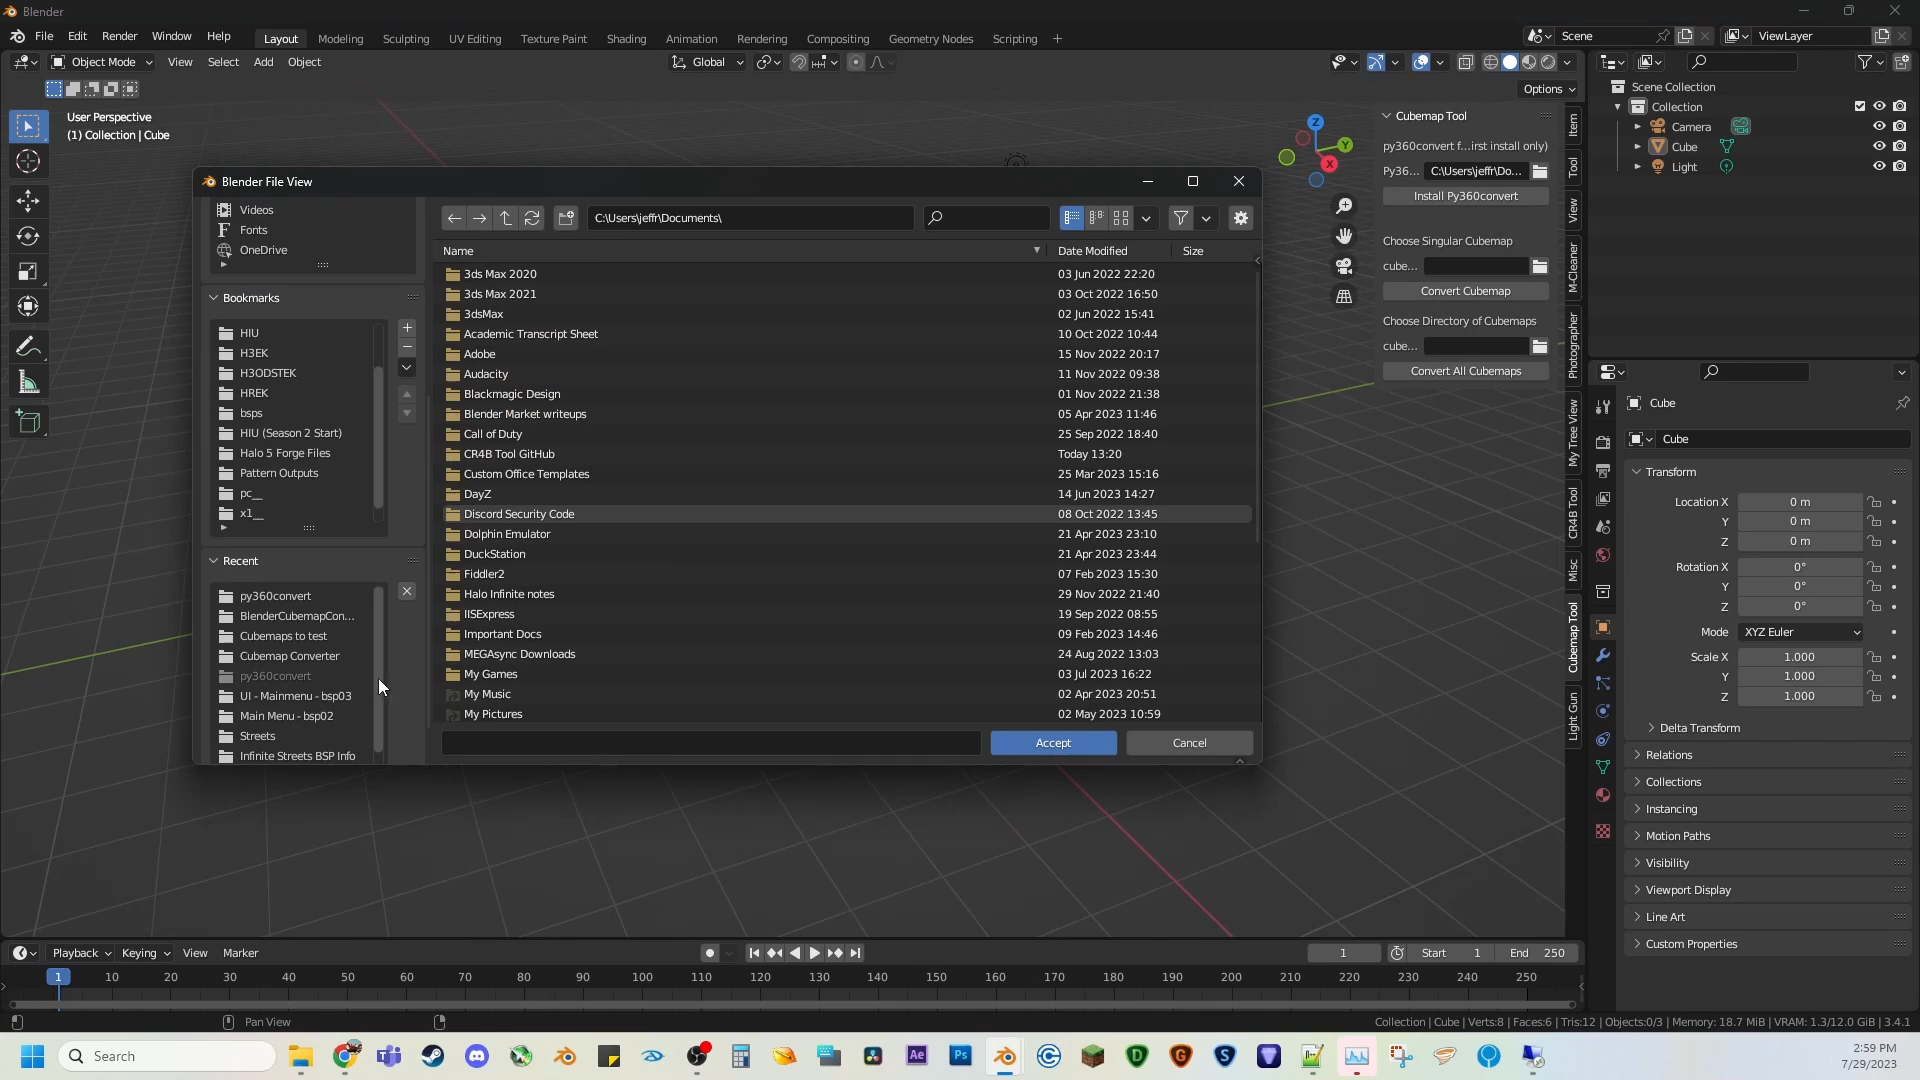 Blender
File Edit Render Window Help Layout Modeling Sculpting UV Editing Texture Paint Shading Animation Rendering Compositing Geometry Nodes Scripting + Scene ViewLayer
Object Mode View Select Add Object Global
Options
User Perspective
(1) Collection | Cube
Z
Y
X
Cubemap Tool
py360convert f...irst install only)
Py36... C:\Users\jeffr\Do...
Install Py360convert
Choose Singular Cubemap
cube...
Convert Cubemap
Choose Directory of Cubemaps
cube...
Convert All Cubemaps
Item
Tool
View
M-Cleaner
Photographer
My Tree View
CR4B Tool
Misc
Cubemap Tool
Light Gun
Scene Collection
Collection
Camera
Cube
Light
Blender File View
Videos
Fonts
OneDrive
Bookmarks
HIU
H3EK
H3ODSTEK
HREK
bsps
HIU (Season 2 Start)
Halo 5 Forge Files
Pattern Outputs
pc__
x1__
Recent
py360convert
BlenderCubemapCon...
Cubemaps to test
Cubemap Converter
py360convert
UI - Mainmenu - bsp03
Main Menu - bsp02
Streets
Infinite Streets BSP Info
C:\Users\jeffr\Documents\
Name Date Modified Size
3ds Max 2020 03 Jun 2022 22:20
3ds Max 2021 03 Oct 2022 16:50
3dsMax 02 Jun 2022 15:41
Academic Transcript Sheet 10 Oct 2022 10:44
Adobe 15 Nov 2022 20:17
Audacity 11 Nov 2022 09:38
Blackmagic Design 01 Nov 2022 21:38
Blender Market writeups 05 Apr 2023 11:46
Call of Duty 25 Sep 2022 18:40
CR4B Tool GitHub Today 13:20
Custom Office Templates 25 Mar 2023 15:16
DayZ 14 Jun 2023 14:27
Discord Security Code 08 Oct 2022 13:45
Dolphin Emulator 21 Apr 2023 23:10
DuckStation 21 Apr 2023 23:44
Fiddler2 07 Feb 2023 15:30
Halo Infinite notes 29 Nov 2022 21:40
IISExpress 19 Sep 2022 08:55
Important Docs 09 Feb 2023 14:46
MEGAsync Downloads 24 Aug 2022 13:03
My Games 03 Jul 2023 16:22
My Music 02 Apr 2023 20:51
My Pictures 02 May 2023 10:59
Accept Cancel
Cube
Cube
Transform
Location X 0 m
Y 0 m
Z 0 m
Rotation X 0°
Y 0°
Z 0°
Mode XYZ Euler
Scale X 1.000
Y 1.000
Z 1.000
Delta Transform
Relations
Collections
Instancing
Motion Paths
Visibility
Viewport Display
Line Art
Custom Properties
Playback Keying View Marker 1 Start 1 End 250
1 10 20 30 40 50 60 70 80 90 100 110 120 130 140 150 160 170 180 190 200 210 220 230 240 250
Pan View
Collection | Cube | Verts:8 | Faces:6 | Tris:12 | Objects:0/3 | Memory: 18.7 MiB | VRAM: 1.3/12.0 GiB | 3.4.1
Search
Ae Ps
2:59 PM
7/29/2023